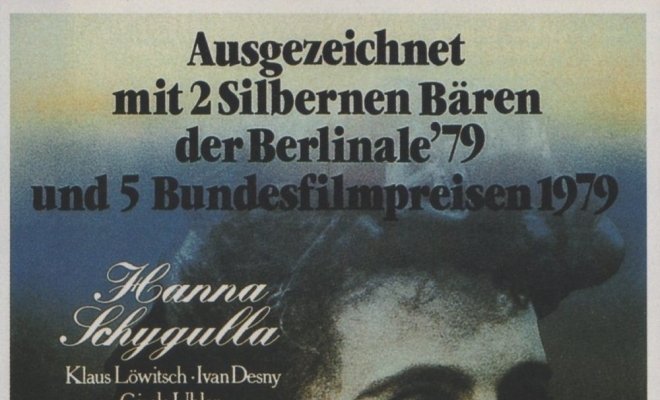 Ausgezeichnet
mit 2 Silbernen Bären
der Berlinale'79
und 5 Bundesfilmpreisen 1979
Hanna
Schygulla
Klaus Löwitsch · Ivan Desny